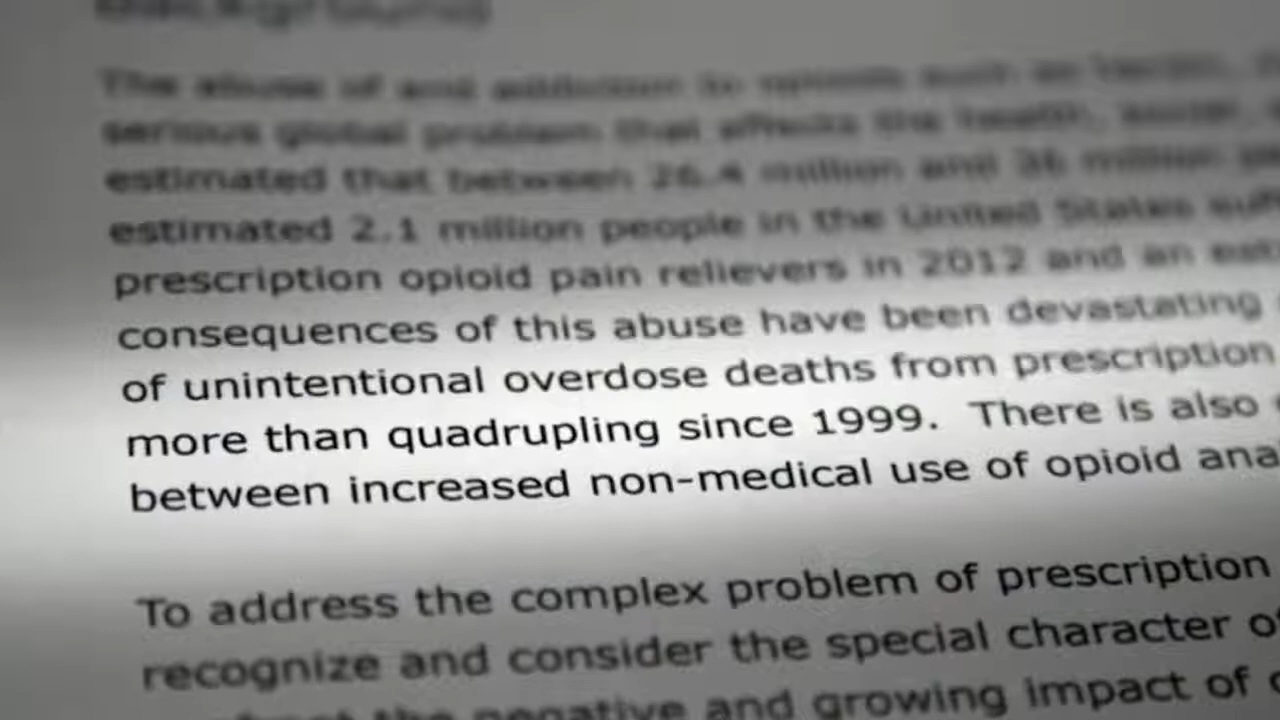 Background
The abuse of and addiction to opioids such as heroin,
serious global problem that affects the health, social,
estimated that between 26.4 million and 36 million
estimated 2.1 million people in the United States
prescription opioid pain relievers in 2012 and an
consequences of this abuse have been devastating
of unintentional overdose deaths from prescription
more than quadrupling since 1999. There is also
between increased non-medical use of opioid ana
To address the complex problem of prescription
recognize and consider the special character of
the negative and growing impact of